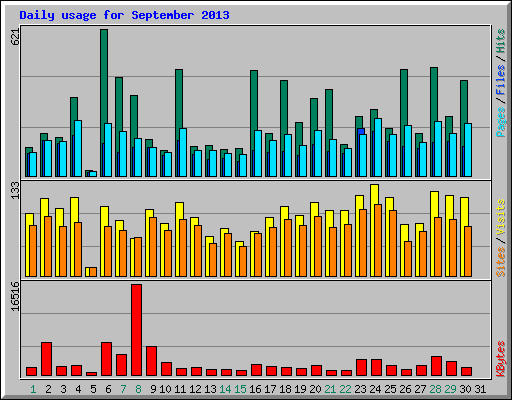 Daily usage for September 2013
621
Pages / Files / Hits
133
Sites / Visits
16516
KBytes
1 2 3 4 5 6 7 8 9 10 11 12 13 14 15 16 17 18 19 20 21 22 23 24 25 26 27 28 29 30 31